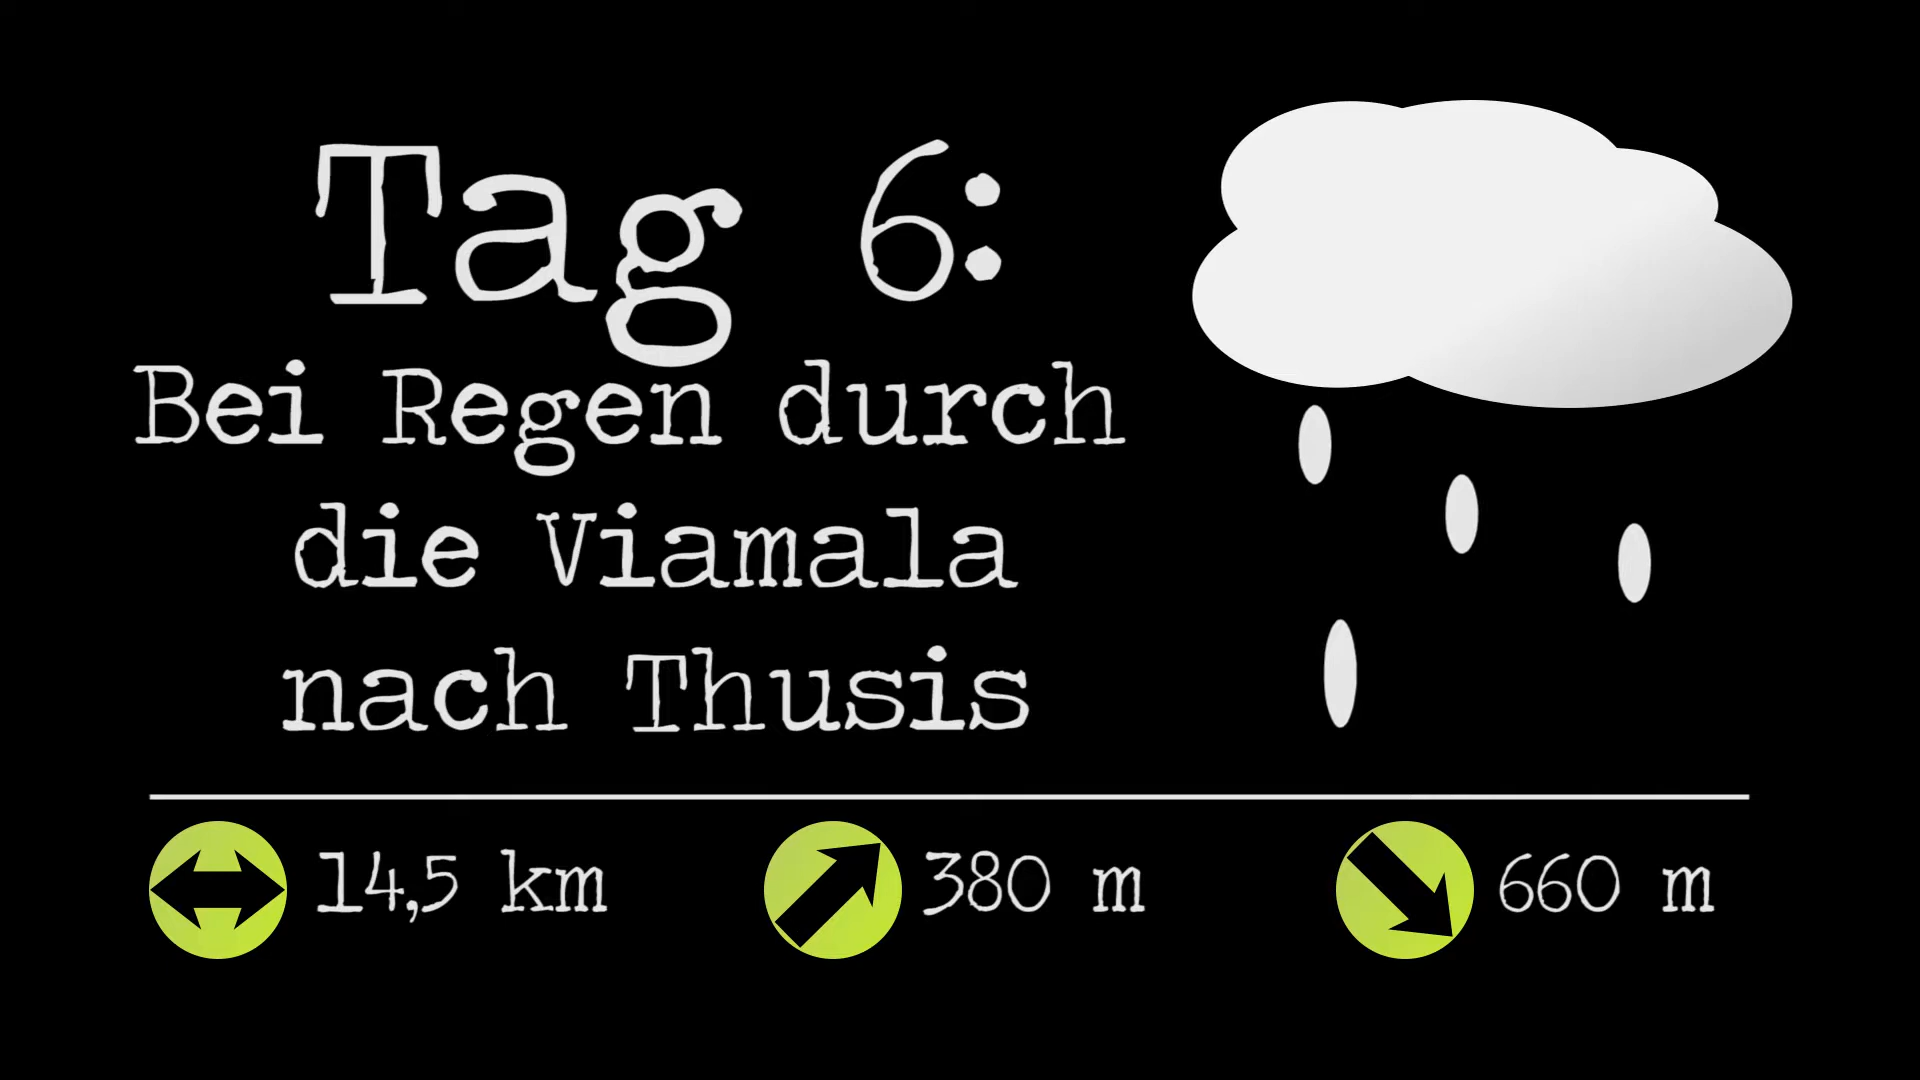 Tag 6:
Bei Regen durch
die Viamala
nach Thusis
14,5 km
380 m
660 m